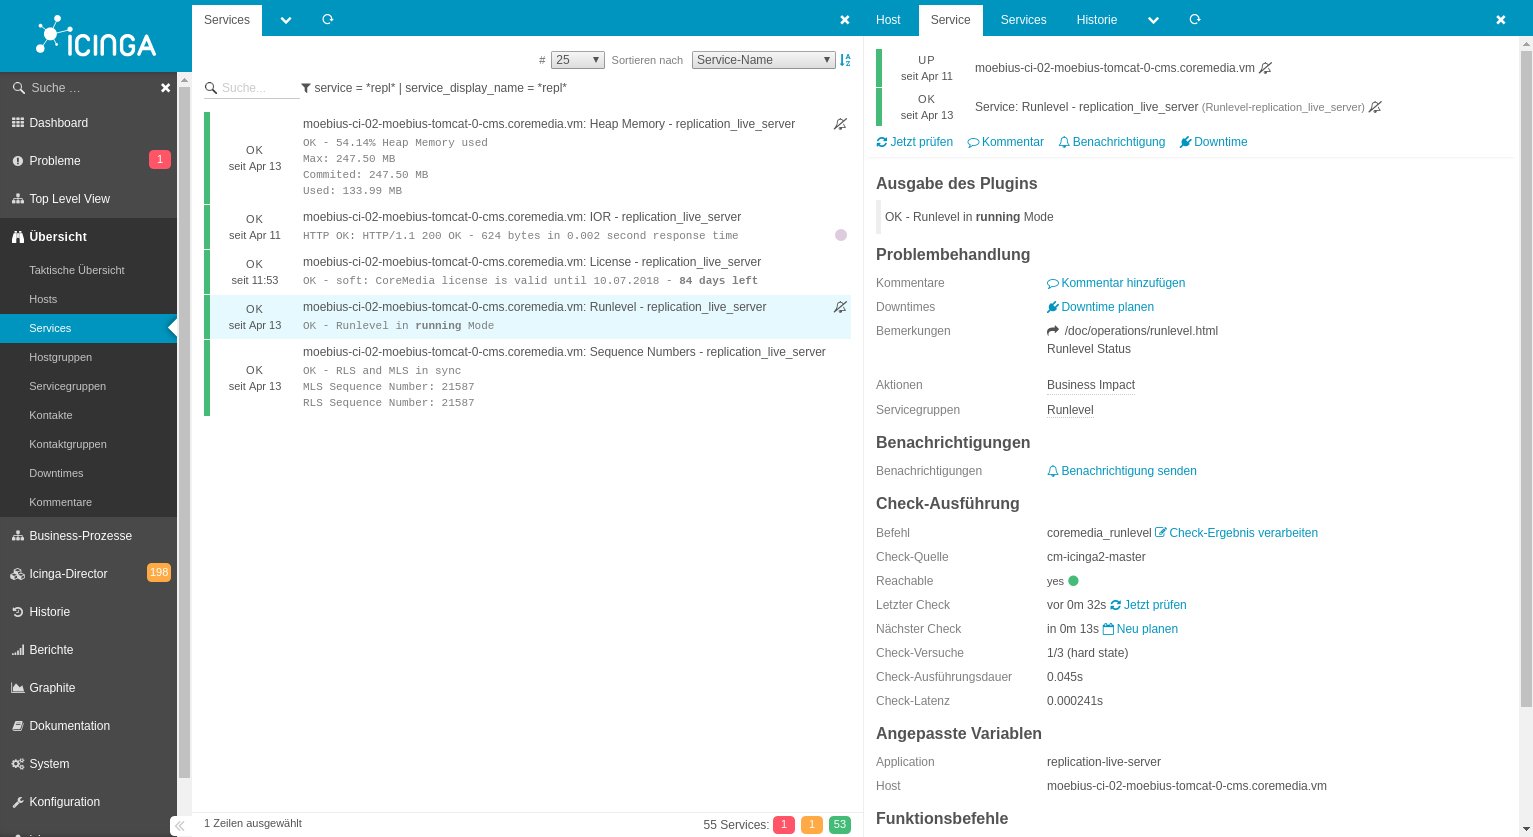 iCINGA
Suche …
Dashboard
Probleme 1
Top Level View
Übersicht
Taktische Übersicht
Hosts
Services
Hostgruppen
Servicegruppen
Kontakte
Kontaktgruppen
Downtimes
Kommentare
Business-Prozesse
Icinga-Director 198
Historie
Berichte
Graphite
Dokumentation
System
Konfiguration
Services
# 25 Sortieren nach Service-Name
Suche... service = *repl* | service_display_name = *repl*
OK
seit Apr 13
moebius-ci-02-moebius-tomcat-0-cms.coremedia.vm: Heap Memory - replication_live_server
OK - 54.14% Heap Memory used
Max: 247.50 MB
Commited: 247.50 MB
Used: 133.99 MB
OK
seit Apr 11
moebius-ci-02-moebius-tomcat-0-cms.coremedia.vm: IOR - replication_live_server
HTTP OK: HTTP/1.1 200 OK - 624 bytes in 0.002 second response time
OK
seit 11:53
moebius-ci-02-moebius-tomcat-0-cms.coremedia.vm: License - replication_live_server
OK - soft: CoreMedia license is valid until 10.07.2018 - 84 days left
OK
seit Apr 13
moebius-ci-02-moebius-tomcat-0-cms.coremedia.vm: Runlevel - replication_live_server
OK - Runlevel in running Mode
OK
seit Apr 13
moebius-ci-02-moebius-tomcat-0-cms.coremedia.vm: Sequence Numbers - replication_live_server
OK - RLS and MLS in sync
MLS Sequence Number: 21587
RLS Sequence Number: 21587
1 Zeilen ausgewählt
55 Services: 1 1 53
Host Service Services Historie
UP
seit Apr 11
moebius-ci-02-moebius-tomcat-0-cms.coremedia.vm
OK
seit Apr 13
Service: Runlevel - replication_live_server (Runlevel-replication_live_server)
Jetzt prüfen Kommentar Benachrichtigung Downtime
Ausgabe des Plugins
OK - Runlevel in running Mode
Problembehandlung
Kommentare Kommentar hinzufügen
Downtimes Downtime planen
Bemerkungen /doc/operations/runlevel.html
Runlevel Status
Aktionen Business Impact
Servicegruppen Runlevel
Benachrichtigungen
Benachrichtigungen Benachrichtigung senden
Check-Ausführung
Befehl coremedia_runlevel Check-Ergebnis verarbeiten
Check-Quelle cm-icinga2-master
Reachable yes
Letzter Check vor 0m 32s Jetzt prüfen
Nächster Check in 0m 13s Neu planen
Check-Versuche 1/3 (hard state)
Check-Ausführungsdauer 0.045s
Check-Latenz 0.000241s
Angepasste Variablen
Application replication-live-server
Host moebius-ci-02-moebius-tomcat-0-cms.coremedia.vm
Funktionsbefehle